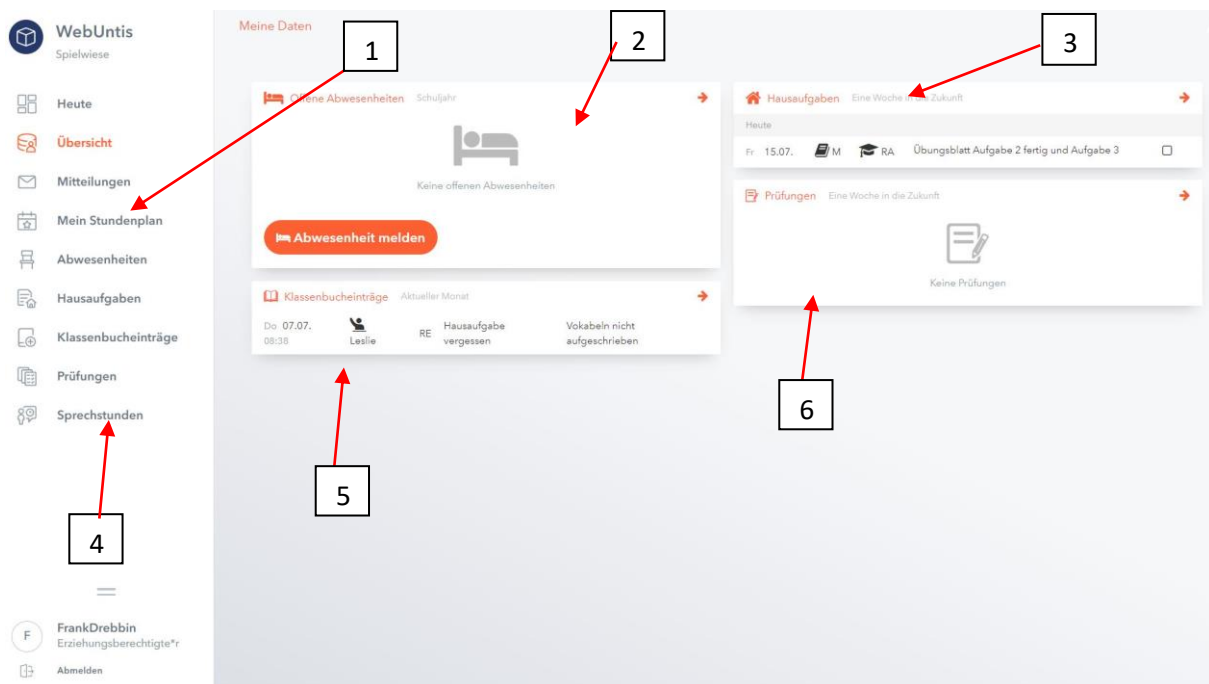 WebUntis
Spielwiese
Heute
Übersicht
Mitteilungen
Mein Stundenplan
Abwesenheiten
Hausaufgaben
Klassenbucheinträge
Prüfungen
Sprechstunden
4
FrankDrebbin
F
Erziehungsberechtigte*r
Abmelden
Meine Daten
1
2
3
Offene Abwesenheiten Schuljahr
Keine offenen Abwesenheiten
Abwesenheit melden
Klassenbucheinträge Aktueller Monat
Do 07.07. Hausaufgabe Vokabeln nicht
08:38 Leslie RE vergessen aufgeschrieben
5
Hausaufgaben Eine Woche in die Zukunft
Heute
Fr 15.07. M RA Übungsblatt Aufgabe 2 fertig und Aufgabe 3
Prüfungen Eine Woche in die Zukunft
Keine Prüfungen
6